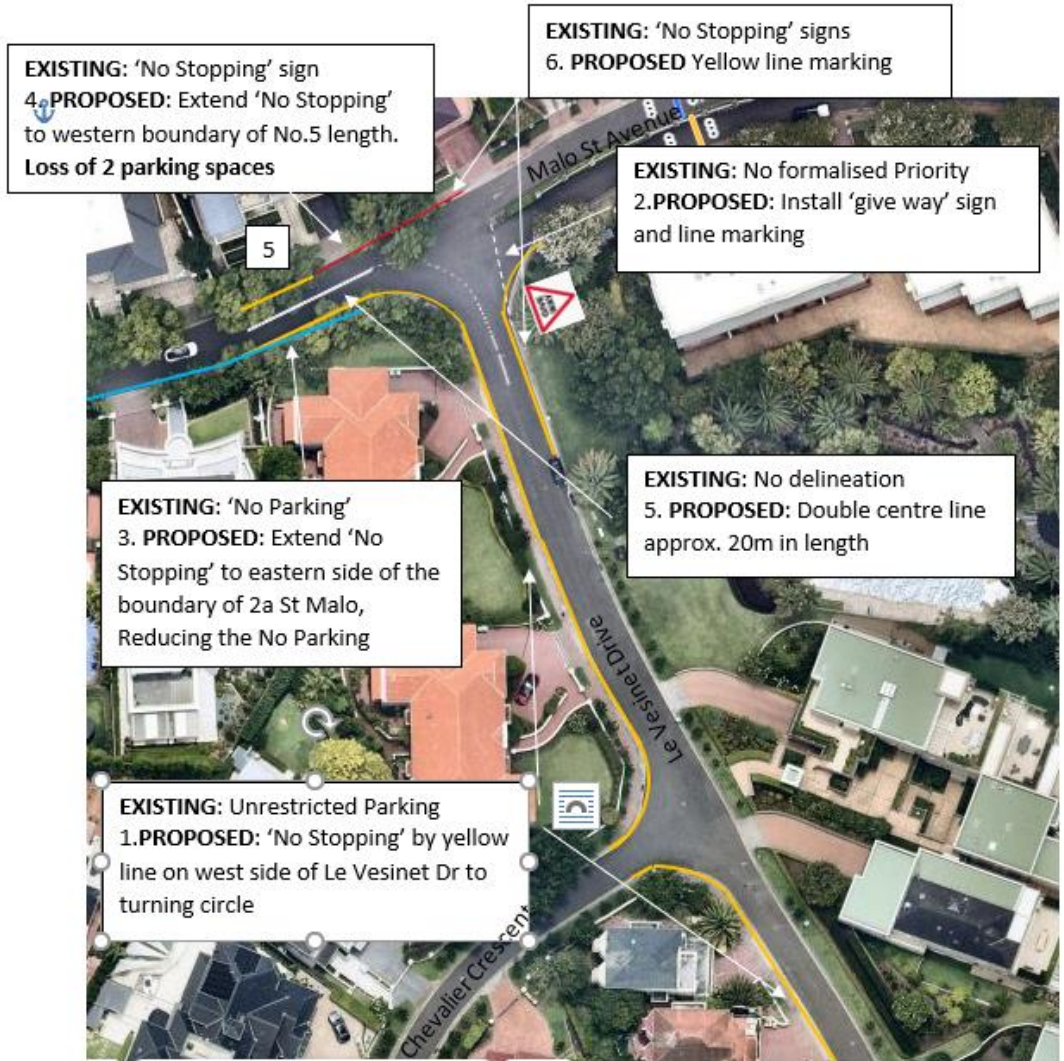 EXISTING: 'No Stopping' signs
6. PROPOSED Yellow line marking
EXISTING: 'No Stopping' sign
4. PROPOSED: Extend 'No Stopping'
to western boundary of No.5 length.
Loss of 2 parking spaces
Malo St Avenue
EXISTING: No formalised Priority
2.PROPOSED: Install 'give way' sign
and line marking
5
EXISTING: No delineation
5. PROPOSED: Double centre line
approx. 20m in length
EXISTING: 'No Parking'
3. PROPOSED: Extend 'No
Stopping' to eastern side of the
boundary of 2a St Malo,
Reducing the No Parking
Le Vesinet Drive
EXISTING: Unrestricted Parking
1.PROPOSED: 'No Stopping' by yellow
line on west side of Le Vesinet Dr to
turning circle
Chevalier Crescent